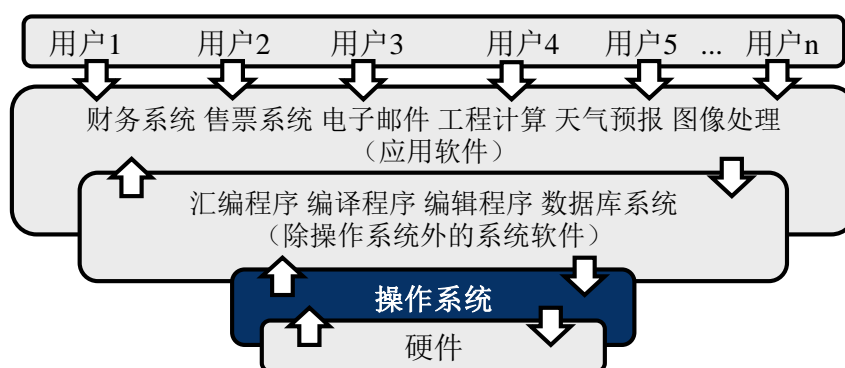 用户1 用户2 用户3 用户4 用户5 ... 用户n
财务系统 售票系统 电子邮件 工程计算 天气预报 图像处理
（应用软件）
汇编程序 编译程序 编辑程序 数据库系统
（除操作系统外的系统软件）
操作系统
硬件